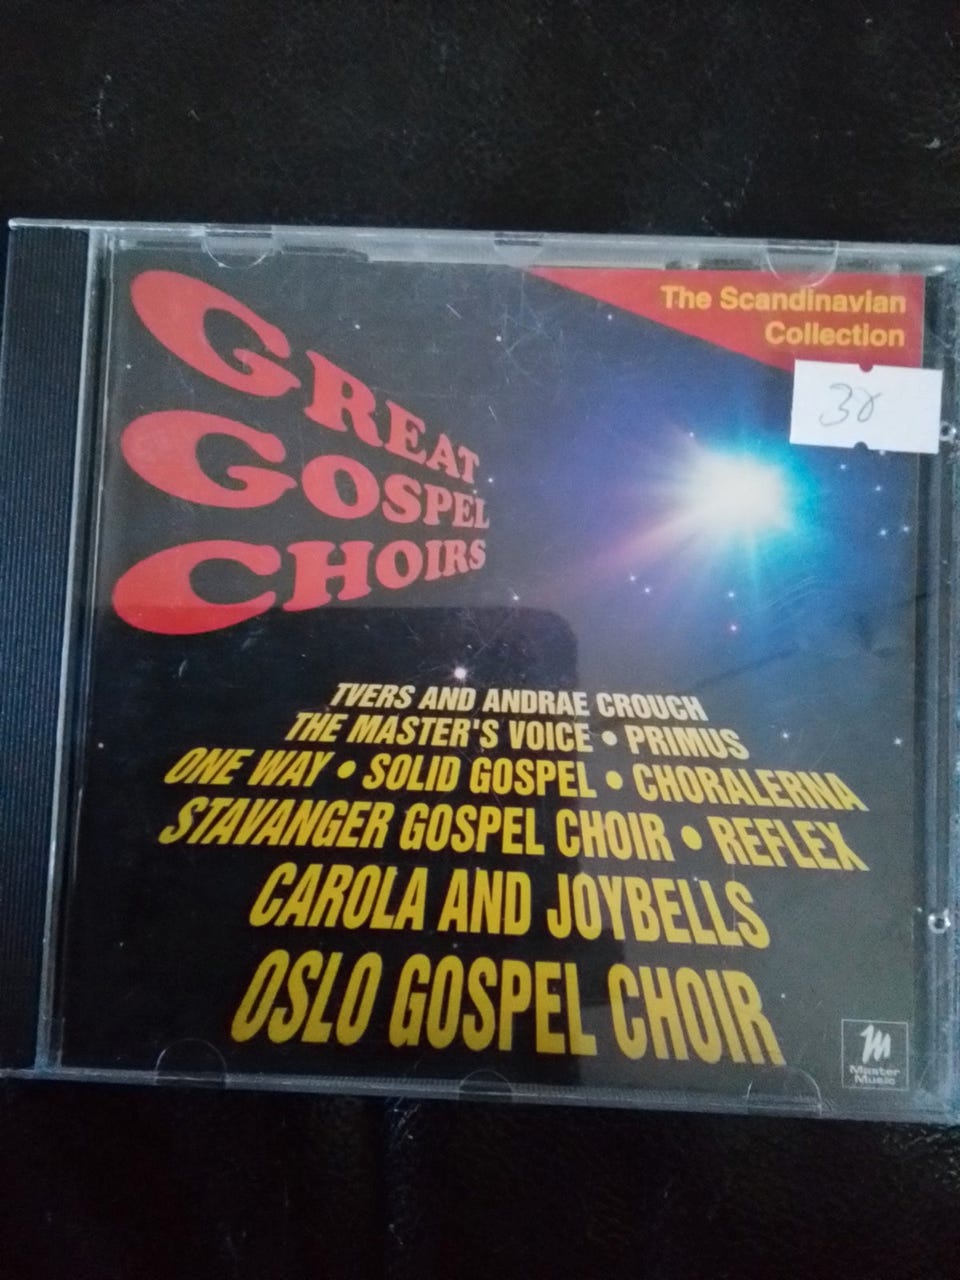 The Scandinavian
Collection
GREAT
GOSPEL
CHOIRS
TVERS AND ANDRAE CROUCH
THE MASTER'S VOICE • PRIMUS
ONE WAY • SOLID GOSPEL • CHORALERNA
STAVANGER GOSPEL CHOIR • REFLEX
CAROLA AND JOYBELLS
OSLO GOSPEL CHOIR
m
Master
Music